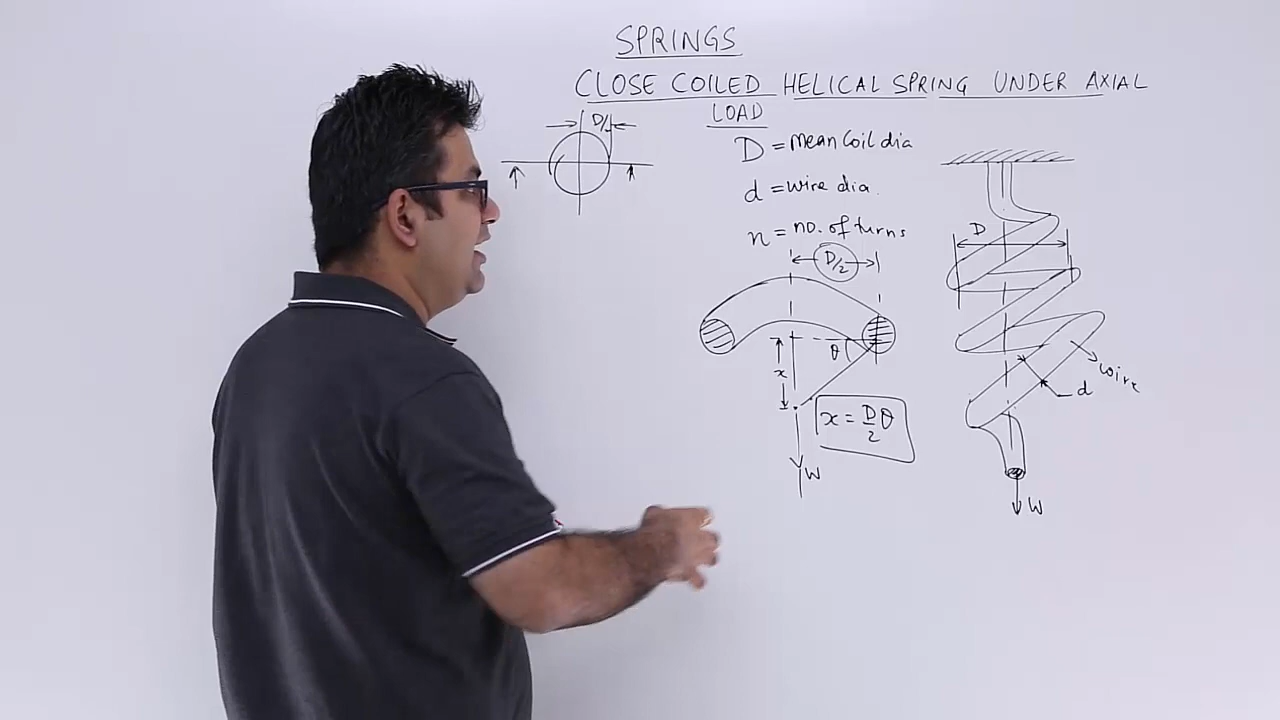 SPRINGS
CLOSE COILED HELICAL SPRING UNDER AXIAL
LOAD
D/2
D = Mean Coil dia
d = wire dia.
n = no. of turns
D/2
D
θ
x
x = D/2 θ
W
wire
d
W